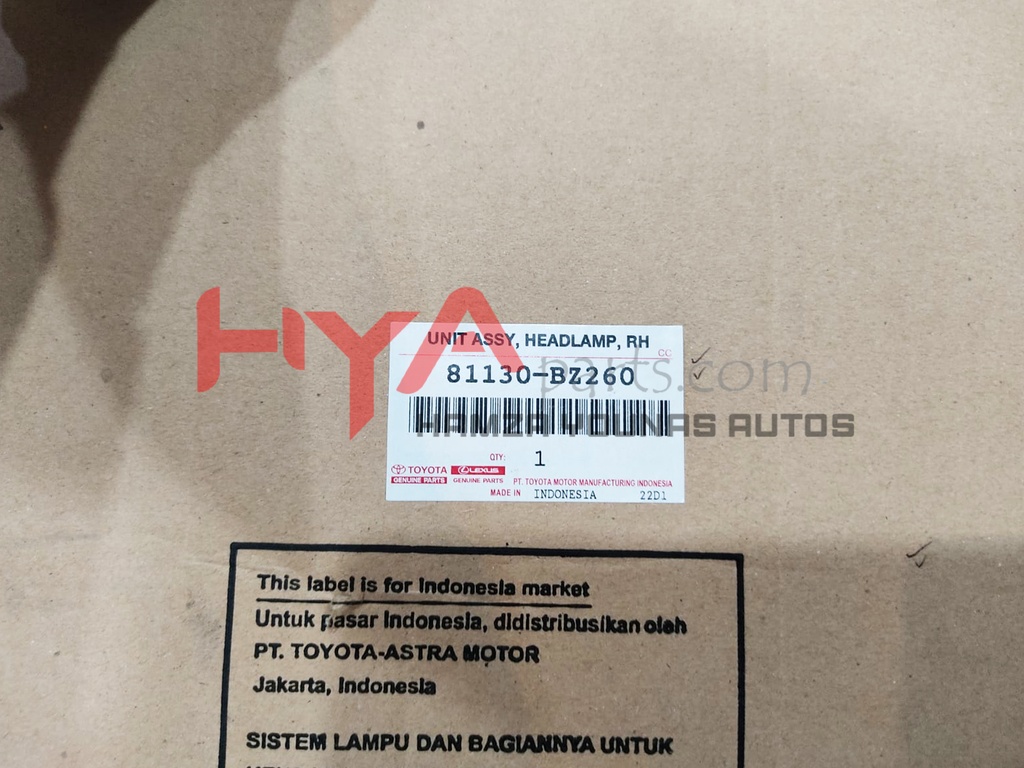 UNIT ASSY, HEADLAMP, RH
CC
81130-BZ260
HYA parts.com
HAMZA YOUNAS AUTOS
QTY: 1
TOYOTA LEXUS
GENUINE PARTS GENUINE PARTS PT. TOYOTA MOTOR MANUFACTURING INDONESIA
MADE IN INDONESIA 22D1
This label is for Indonesia market
Untuk pasar Indonesia, didistribusikan oleh
PT. TOYOTA-ASTRA MOTOR
Jakarta, Indonesia
SISTEM LAMPU DAN BAGIANNYA UNTUK